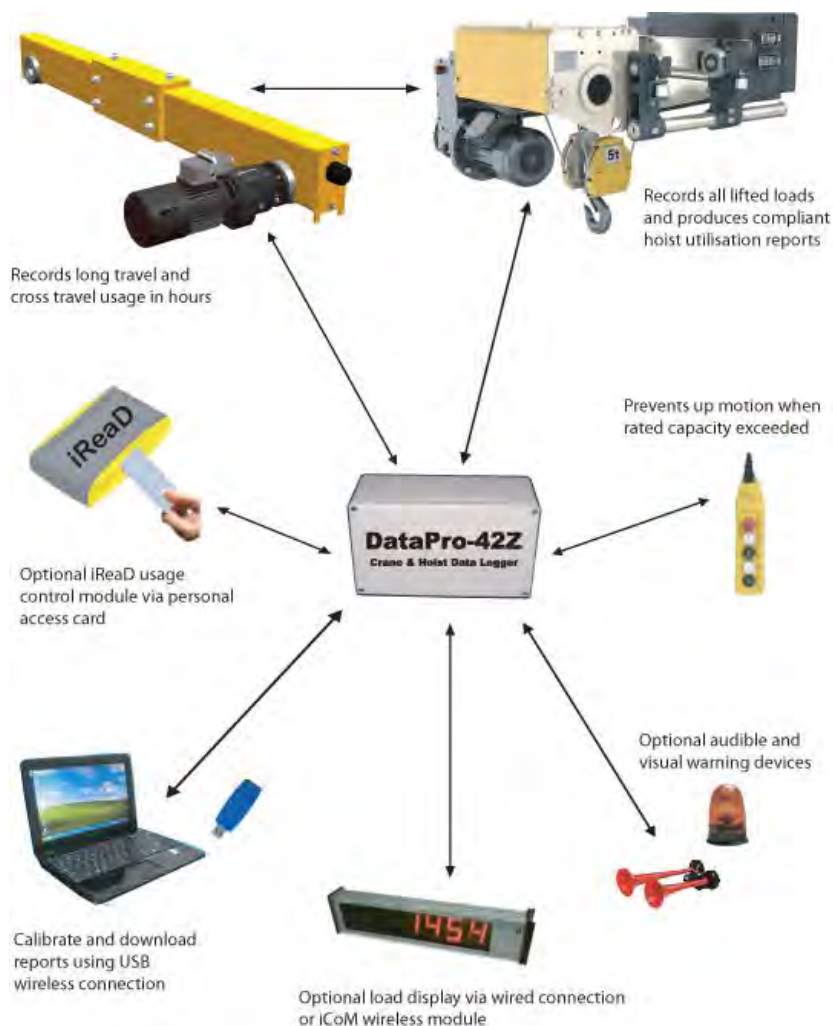 5t
Records all lifted loads
and produces compliant
hoist utilisation reports
Records long travel and
cross travel usage in hours
iReaD
Prevents up motion when
rated capacity exceeded
DataPro-42Z
Crane & Hoist Data Logger
Optional iReaD usage
control module via personal
access card
Optional audible and
visual warning devices
1454
Calibrate and download
reports using USB
wireless connection
Optional load display via wired connection
or iCoM wireless module